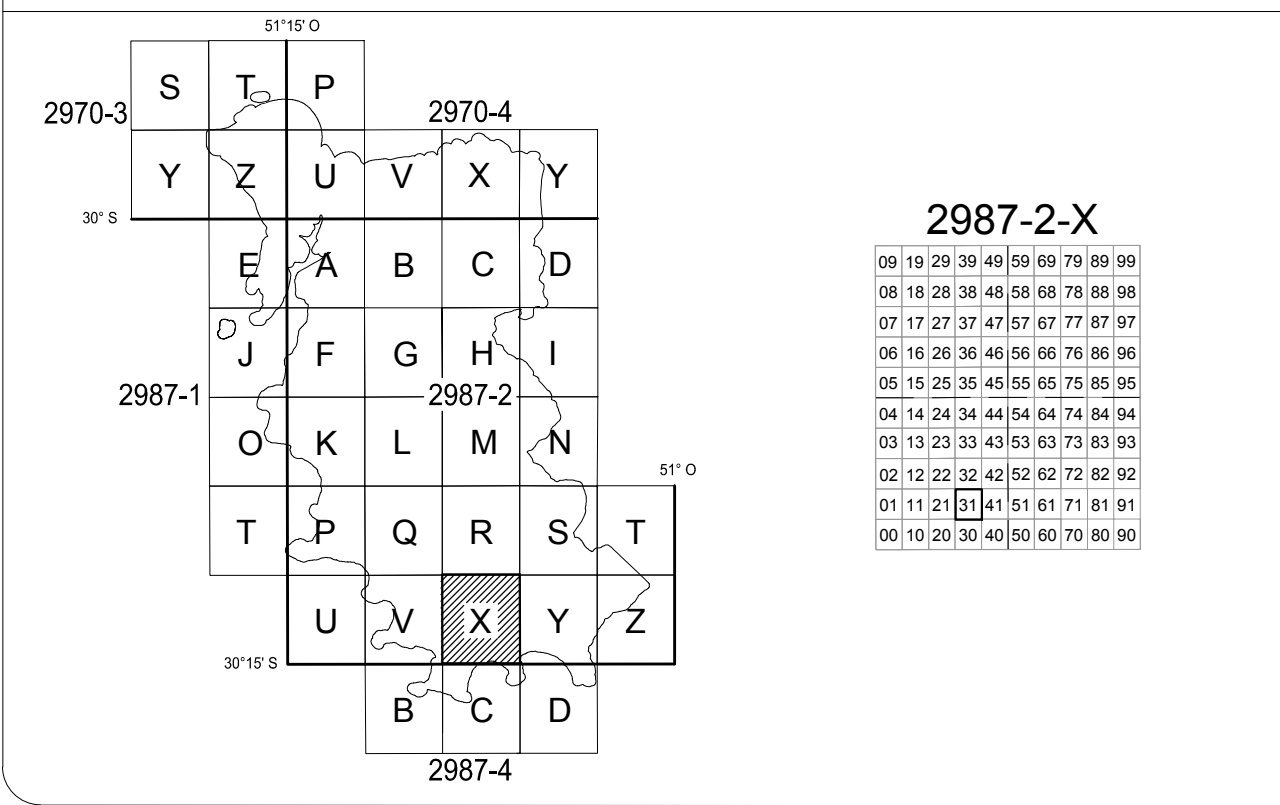 51°15' O
S T P
2970-3
2970-4
Y Z U V X Y
30° S
E A B C D
J F G H I
2987-1
2987-2
O K L M N
51° O
T P Q R S T
U V X Y Z
30°15' S
B C D
2987-4
2987-2-X
09 19 29 39 49 59 69 79 89 99
08 18 28 38 48 58 68 78 88 98
07 17 27 37 47 57 67 77 87 97
06 16 26 36 46 56 66 76 86 96
05 15 25 35 45 55 65 75 85 95
04 14 24 34 44 54 64 74 84 94
03 13 23 33 43 53 63 73 83 93
02 12 22 32 42 52 62 72 82 92
01 11 21 31 41 51 61 71 81 91
00 10 20 30 40 50 60 70 80 90